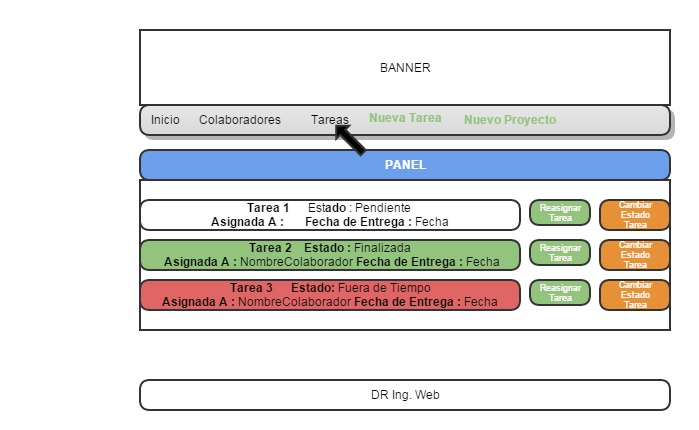 BANNER
Inicio Colaboradores Tareas Nueva Tarea Nuevo Proyecto
PANEL
Tarea 1 Estado : Pendiente
Asignada A : Fecha de Entrega : Fecha
Reasignar
Tarea
Cambiar
Estado
Tarea
Tarea 2 Estado : Finalizada
Asignada A : NombreColaborador Fecha de Entrega : Fecha
Reasignar
Tarea
Cambiar
Estado
Tarea
Tarea 3 Estado: Fuera de Tiempo
Asignada A : NombreColaborador Fecha de Entrega : Fecha
Reasignar
Tarea
Cambiar
Estado
Tarea
DR Ing. Web